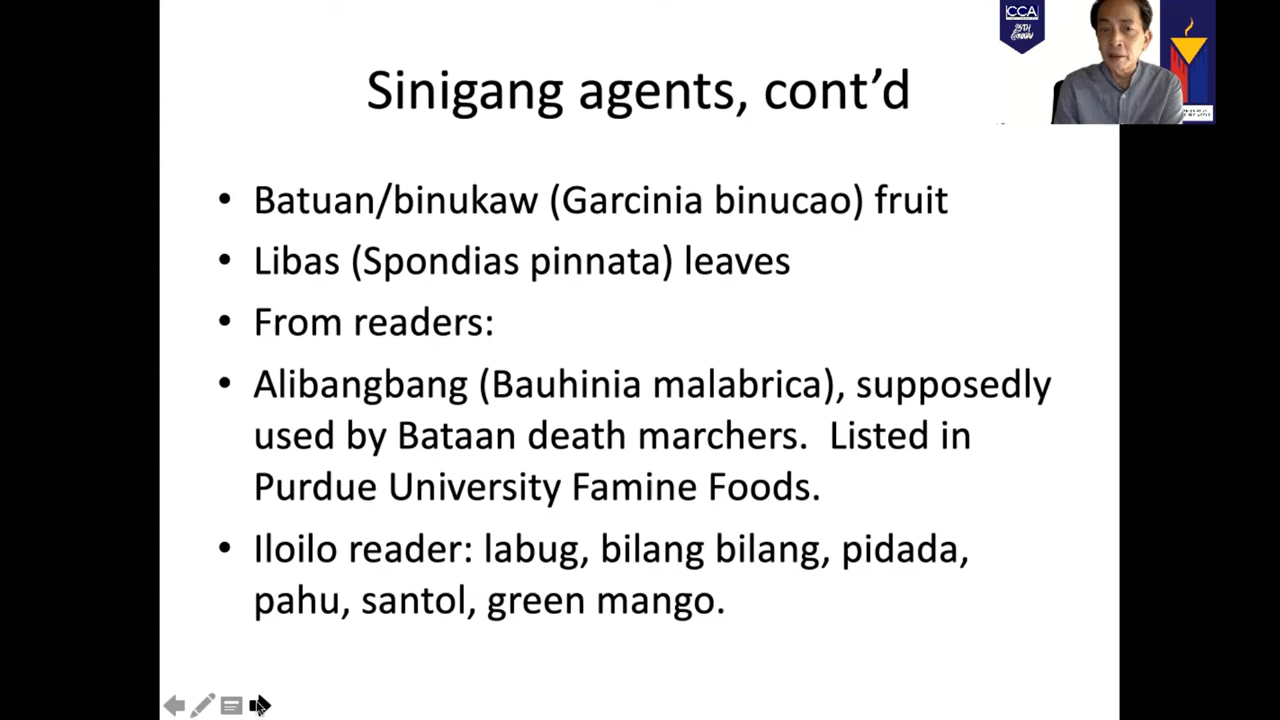 CCA
25TH
Sinigang agents, cont’d
• Batuan/binukaw (Garcinia binucao) fruit
• Libas (Spondias pinnata) leaves
• From readers:
• Alibangbang (Bauhinia malabrica), supposedly
used by Bataan death marchers.  Listed in
Purdue University Famine Foods.
• Iloilo reader: labug, bilang bilang, pidada,
pahu, santol, green mango.